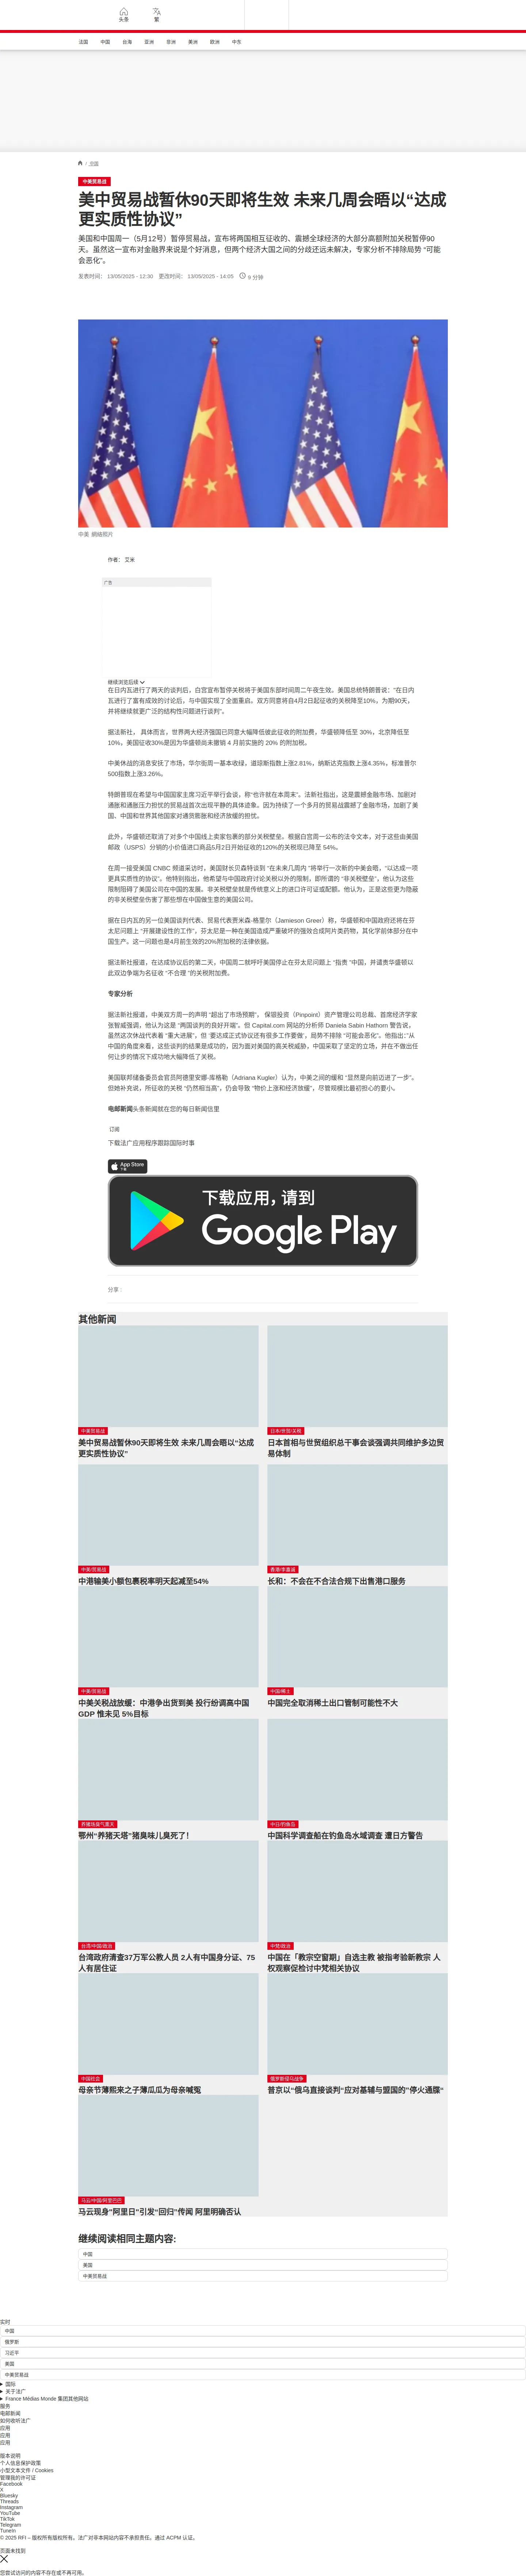 头条
繁
法国
中国
台海
亚洲
非洲
美洲
欧洲
中东
/ 中国
中美贸易战
美中贸易战暂休90天即将生效 未来几周会晤以“达成更实质性协议”
美国和中国周一（5月12号）暂停贸易战，宣布将两国相互征收的、震撼全球经济的大部分高额附加关税暂停90天。虽然这一宣布对金融界来说是个好消息，但两个经济大国之间的分歧还远未解决，专家分析不排除局势 “可能会恶化”。
发表时间： 13/05/2025 - 12:30 更改时间： 13/05/2025 - 14:05 9 分钟
中美 網絡照片
作者： 艾米
广告
继续浏览后续
在日内瓦进行了两天的谈判后，白宫宣布暂停关税将于美国东部时间周二午夜生效。美国总统特朗普说：“在日内瓦进行了富有成效的讨论后，与中国实现了全面重启。双方同意将自4月2日起征收的关税降至10%，为期90天，并将继续就更广泛的结构性问题进行谈判”。
据法新社， 具体而言，世界两大经济强国已同意大幅降低彼此征收的附加费，华盛顿降低至 30%，北京降低至 10%，美国征收30%是因为华盛顿尚未撤销 4 月前实施的 20% 的附加税。
中美休战的消息安抚了市场，华尔街周一基本收绿，道琼斯指数上涨2.81%，纳斯达克指数上涨4.35%，标准普尔500指数上涨3.26%。
特朗普现在希望与中国国家主席习近平举行会谈，称“也许就在本周末”。法新社指出，这是震撼金融市场、加剧对通胀和通胀压力担忧的贸易战首次出现平静的具体迹象。因为持续了一个多月的贸易战震撼了金融市场，加剧了美国、中国和世界其他国家对通货膨胀和经济放缓的担忧。
此外，华盛顿还取消了对多个中国线上卖家包裹的部分关税壁垒。根据白宫周一公布的法令文本，对于这些由美国邮政（USPS）分销的小价值进口商品5月2日开始征收的120%的关税现已降至 54%。
在周一接受美国 CNBC 频道采访时，美国财长贝森特谈到 “在未来几周内 ”将举行一次新的中美会晤，“以达成一项更具实质性的协议”。他特别指出，他希望与中国政府讨论关税以外的限制，即所谓的 “非关税壁垒”，他认为这些限制阻碍了美国公司在中国的发展。非关税壁垒就是传统意义上的进口许可证或配额。他认为，正是这些更为隐蔽的非关税壁垒伤害了那些想在中国做生意的美国公司。
据在日内瓦的另一位美国谈判代表、贸易代表贾米森-格里尔（Jamieson Greer）称，华盛顿和中国政府还将在芬太尼问题上 “开展建设性的工作”。芬太尼是一种在美国造成严重破坏的强效合成阿片类药物，其化学前体部分在中国生产。这一问题也是4月前生效的20%附加税的法律依据。
据法新社报道，在达成协议后的第二天，中国周二就呼吁美国停止在芬太尼问题上 “指责 ”中国，并谴责华盛顿以此双边争端为名征收 “不合理 ”的关税附加费。
专家分析
据法新社报道，中美双方周一的声明 “超出了市场预期”， 保银投资（Pinpoint）资产管理公司总裁、首席经济学家张智威强调，他认为这是 “两国谈判的良好开端”。但 Capital.com 网站的分析师 Daniela Sabin Hathorn 警告说，虽然这次休战代表着 “重大进展”，但 ‘要达成正式协议还有很多工作要做’，局势不排除 “可能会恶化”。他指出：“从中国的角度来看，这些谈判的结果是成功的，因为面对美国的高关税威胁，中国采取了坚定的立场，并在不做出任何让步的情况下成功地大幅降低了关税。
美国联邦储备委员会官员阿德里安娜-库格勒（Adriana Kugler）认为，中美之间的缓和 “显然是向前迈进了一步”。但她补充说，所征收的关税 “仍然相当高”，仍会导致 “物价上涨和经济放缓”，尽管规模比最初担心的要小。
电邮新闻头条新闻就在您的每日新闻信里
订阅
下载法广应用程序跟踪国际时事
App Store 下载
下载应用，请到
Google Play
分享 :
其他新闻
中美贸易战
美中贸易战暂休90天即将生效 未来几周会晤以“达成更实质性协议”
日本/世贸/关税
日本首相与世贸组织总干事会谈强调共同维护多边贸易体制
中美/贸易战
中港输美小额包裹税率明天起减至54%
香港/李嘉诚
长和：不会在不合法合规下出售港口服务
中美/贸易战
中美关税战放缓：中港争出货到美 投行纷调高中国 GDP 惟未见 5%目标
中国/稀土
中国完全取消稀土出口管制可能性不大
养猪场臭气熏天
鄂州“养猪天塔”猪臭味儿臭死了！
中日/钓鱼岛
中国科学调查船在钓鱼岛水域调查 遭日方警告
台湾/中国/政治
台湾政府清查37万军公教人员 2人有中国身分证、75人有居住证
中梵/政治
中国在「教宗空窗期」自选主教 被指考验新教宗 人权观察促检讨中梵相关协议
中国社会
母亲节薄熙来之子薄瓜瓜为母亲喊冤
俄罗斯侵乌战争
普京以“俄乌直接谈判”应对基辅与盟国的”停火通牒“
马云/中国/阿里巴巴
马云现身”阿里日”引发“回归”传闻 阿里明确否认
继续阅读相同主题内容:
中国
美国
中美贸易战
实时
中国
俄罗斯
习近平
美国
中美贸易战
国际
关于法广
France Médias Monde 集团其他网站
服务
电邮新闻
如何收听法广
应用
应用
应用
版本说明
个人信息保护政策
小型文本文件 / Cookies
管理我的许可证
Facebook
X
Bluesky
Threads
Instagram
YouTube
TikTok
Telegram
TuneIn
© 2025 RFI – 版权所有版权所有。法广对非本网站内容不承担责任。通过 ACPM 认证。
页面未找到
您尝试访问的内容不存在或不再可用。